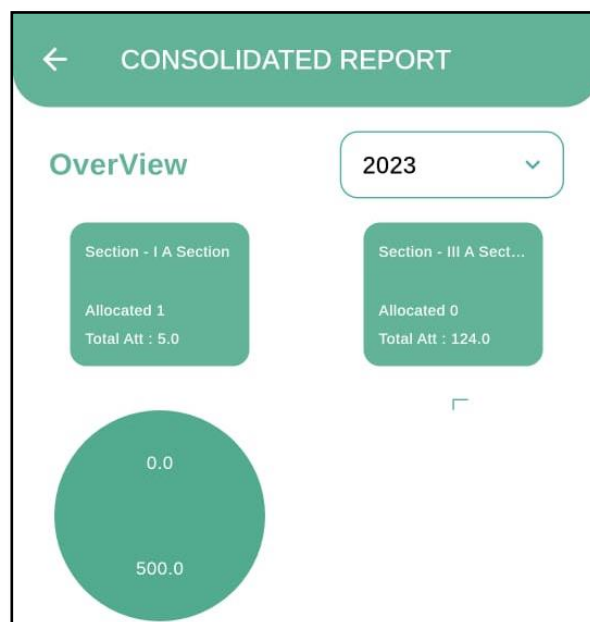 CONSOLIDATED REPORT
OverView
2023
Section - I A Section
Allocated 1
Total Att : 5.0
Section - III A Sect...
Allocated 0
Total Att : 124.0
0.0
500.0